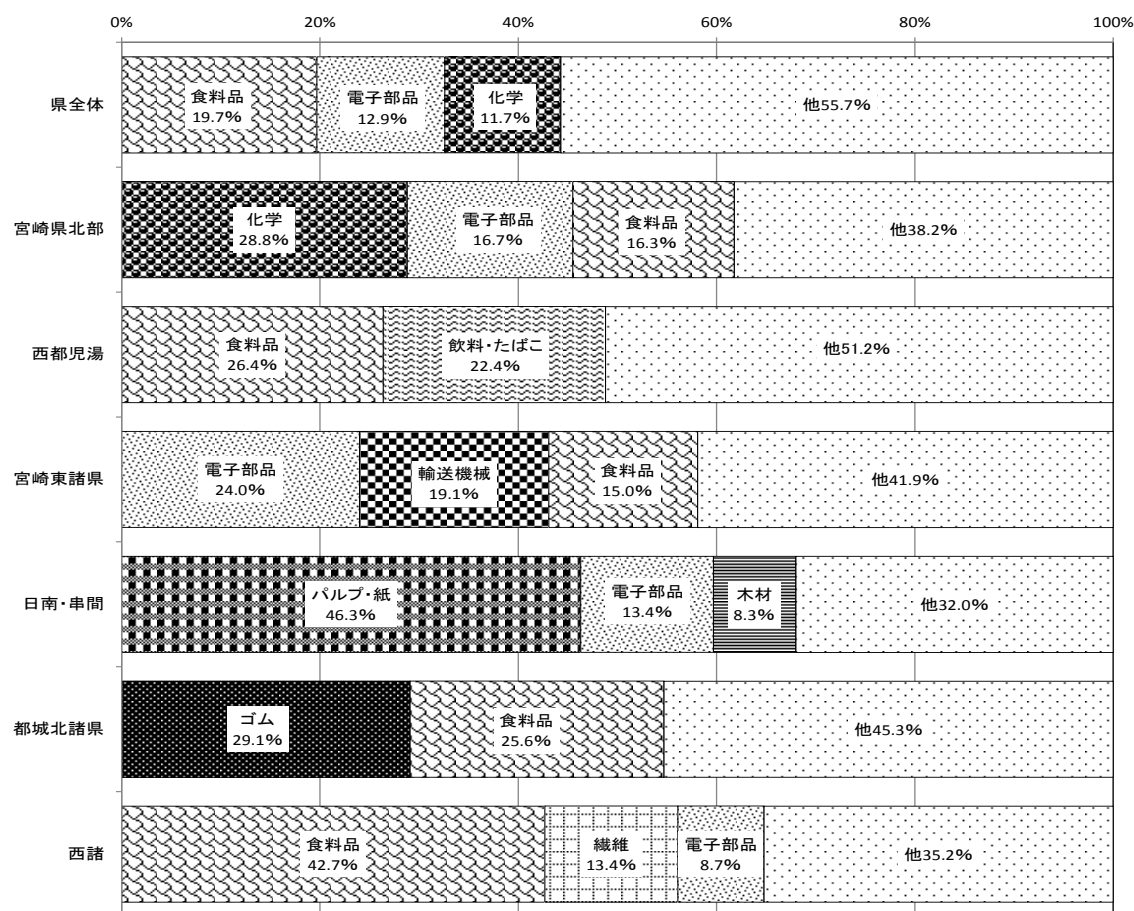 0%
20%
40%
60%
80%
100%
県全体
食料品
19.7%
電子部品
12.9%
化学
11.7%
他55.7%
宮崎県北部
化学
28.8%
電子部品
16.7%
食料品
16.3%
他38.2%
西都児湯
食料品
26.4%
飲料・たばこ
22.4%
他51.2%
宮崎東諸県
電子部品
24.0%
輸送機械
19.1%
食料品
15.0%
他41.9%
日南・串間
パルプ・紙
46.3%
電子部品
13.4%
木材
8.3%
他32.0%
都城北諸県
ゴム
29.1%
食料品
25.6%
他45.3%
西諸
食料品
42.7%
繊維
13.4%
電子部品
8.7%
他35.2%